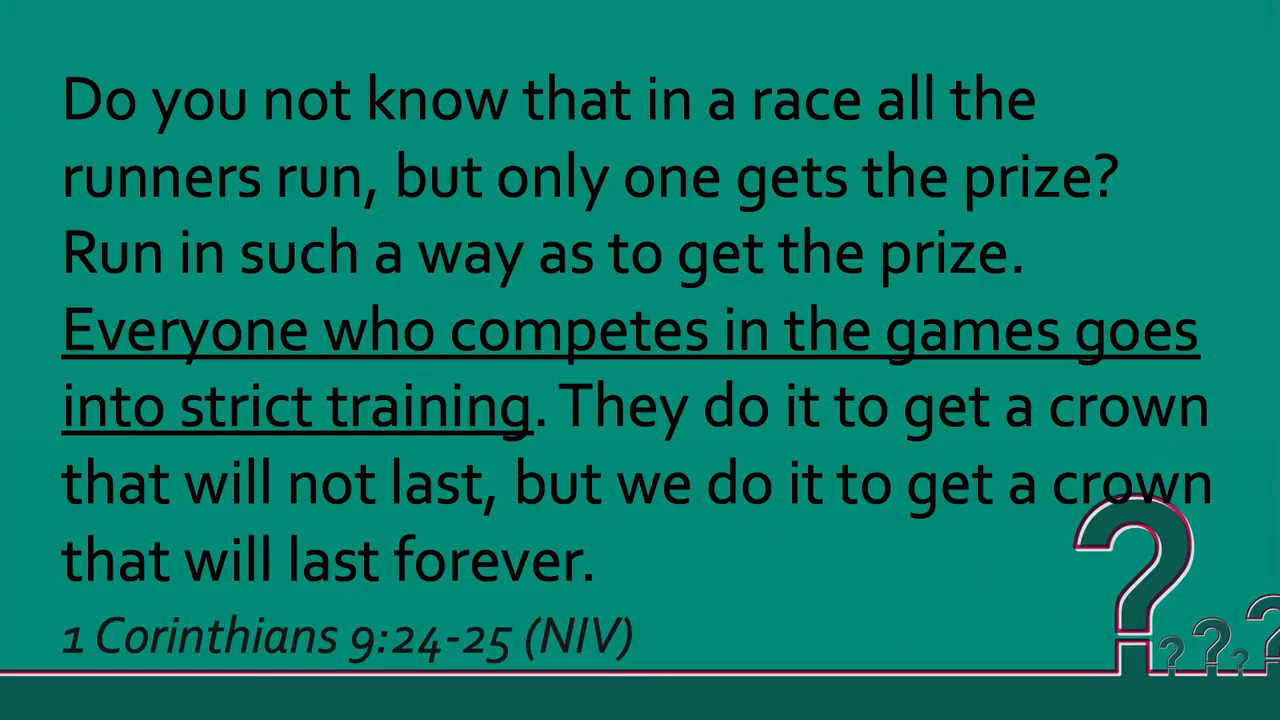 Do you not know that in a race all the
runners run, but only one gets the prize?
Run in such a way as to get the prize.
Everyone who competes in the games goes
into strict training. They do it to get a crown
that will not last, but we do it to get a crown
that will last forever.
1 Corinthians 9:24-25 (NIV)